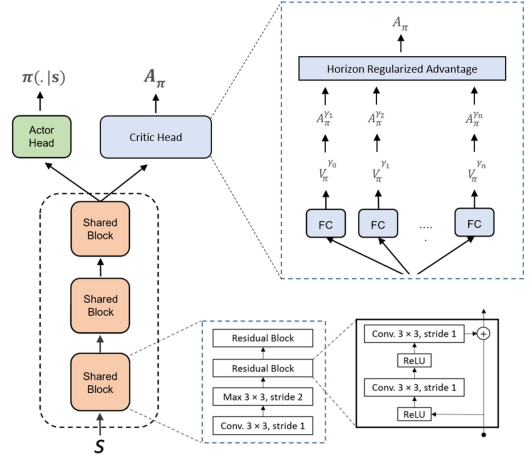 π(.|s)
A_π
Actor
Head
Critic Head
Shared
Block
Shared
Block
Shared
Block
S
A_π
Horizon Regularized Advantage
A_π^γ1 A_π^γ2 A_π^γn
V_π^γ0 V_π^γ1 V_π^γn
FC FC .... . FC
Residual Block
Residual Block
Max 3 × 3, stride 2
Conv. 3 × 3, stride 1
Conv. 3 × 3, stride 1
+
ReLU
Conv. 3 × 3, stride 1
ReLU